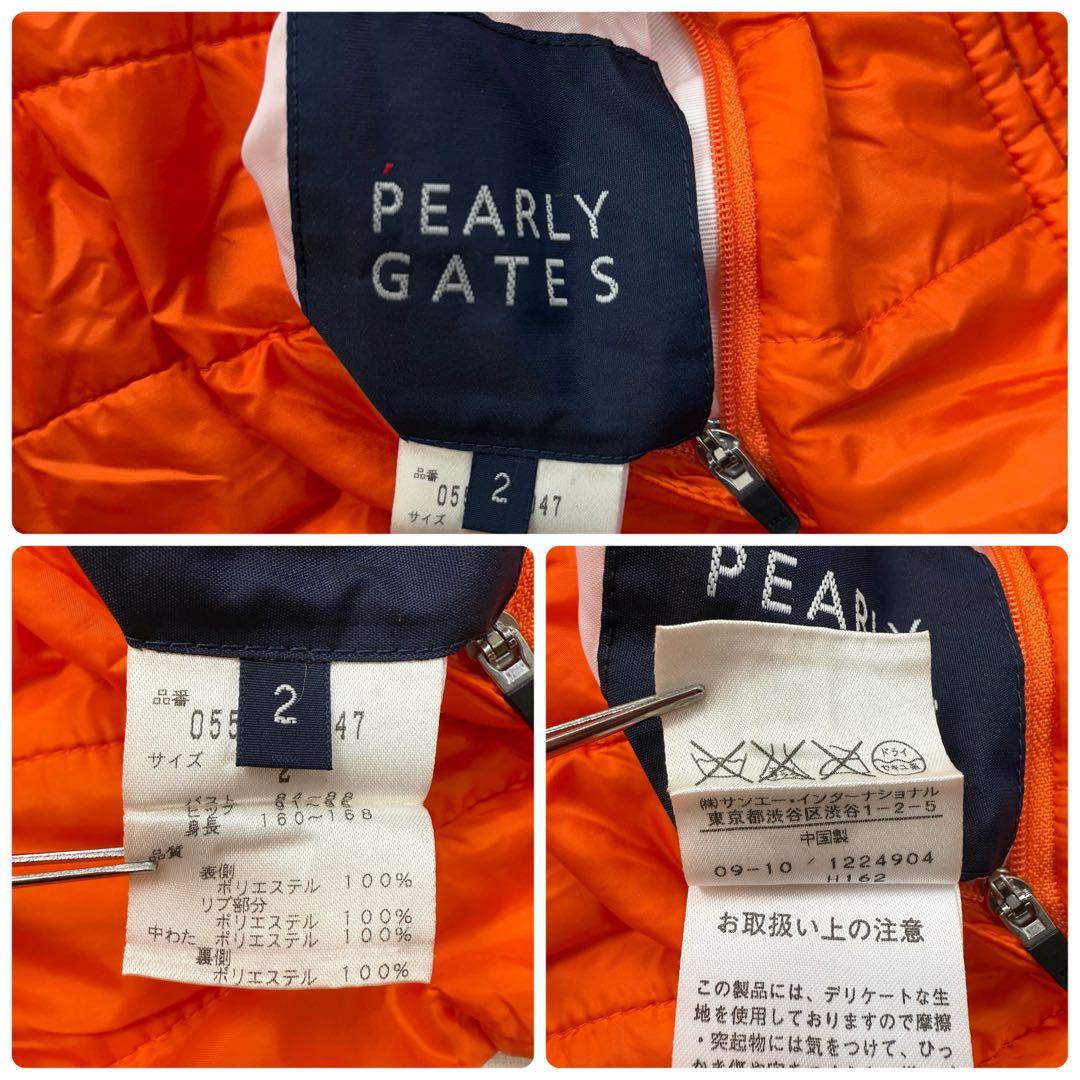 PEARLY
GATES
品番
05 47
サイズ
2
2
品番
055 47
サイズ 2
バスト 84~88
ヒップ 91~95
身長 160~168
品質
表側
ポリエステル 100%
リブ部分
ポリエステル 100%
中わた ポリエステル 100%
裏側
ポリエステル 100%
PEARLY
ドライ
セキユ系
(株)サンエー・インターナショナル
東京都渋谷区渋谷1-2-5
中国製
09-10 / 1224904
H162
お取扱い上の注意
この製品には、デリケートな生
地を使用しておりますので摩擦
・突起物には気をつけて、ひっ